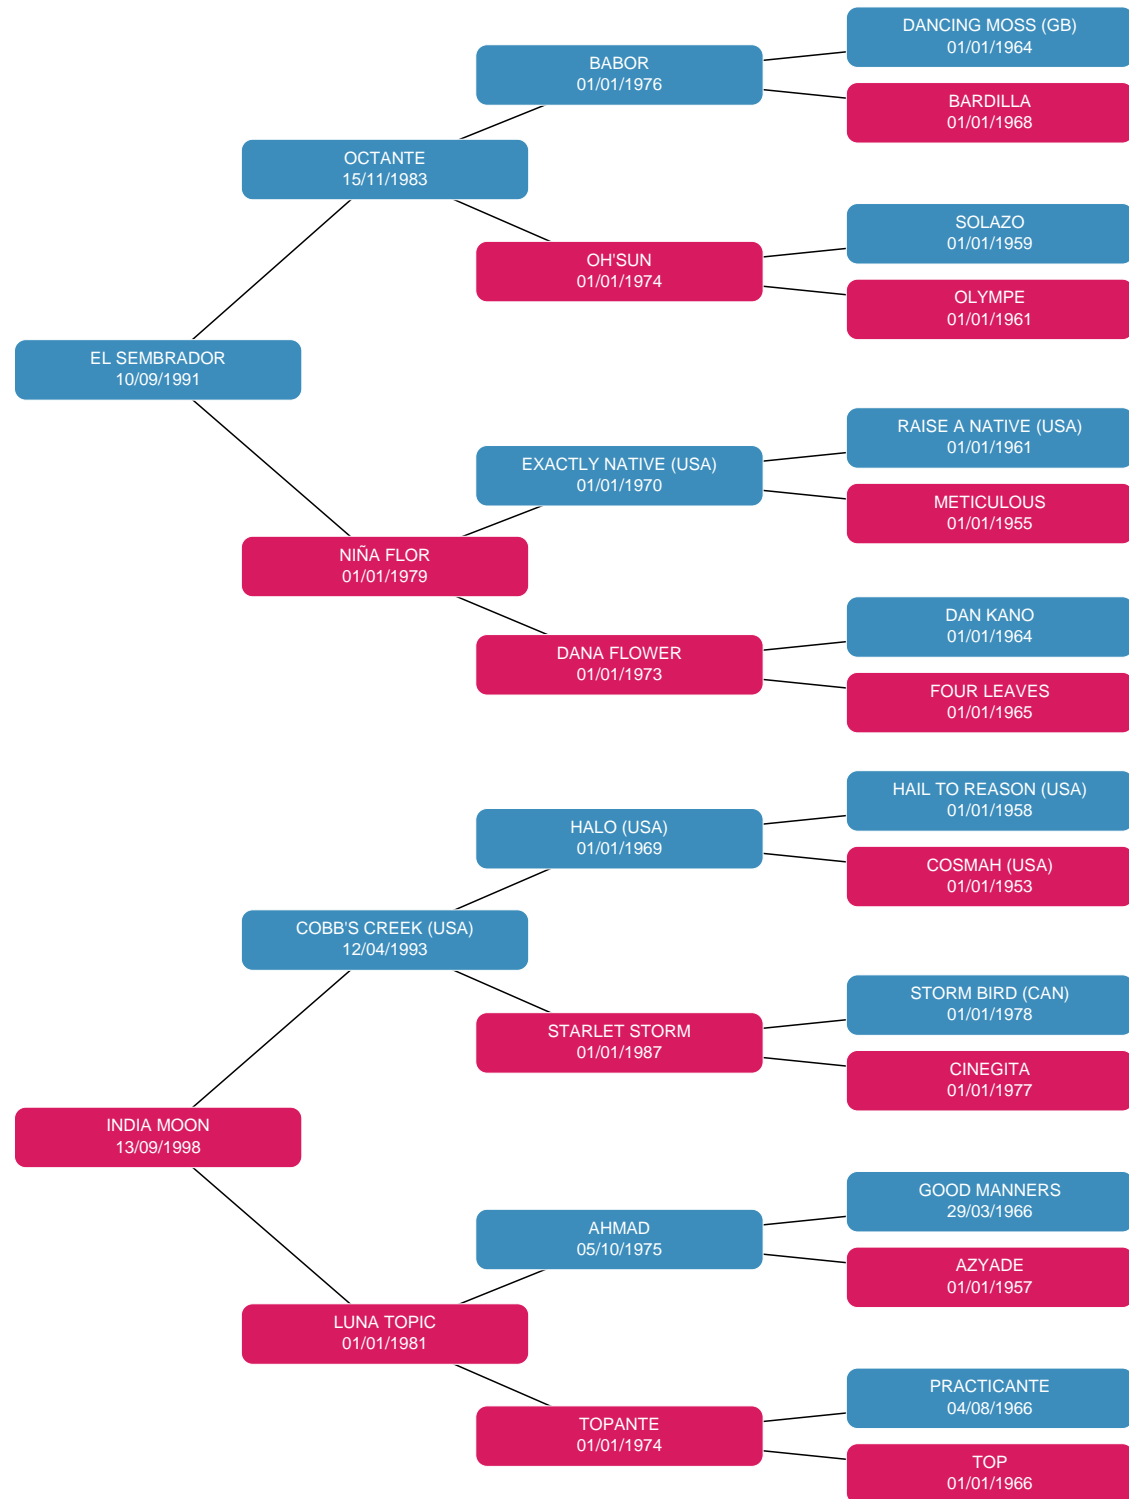 DANCING MOSS (GB)
01/01/1964
BABOR
01/01/1976
BARDILLA
01/01/1968
OCTANTE
15/11/1983
SOLAZO
01/01/1959
OH'SUN
01/01/1974
OLYMPE
01/01/1961
EL SEMBRADOR
10/09/1991
RAISE A NATIVE (USA)
01/01/1961
EXACTLY NATIVE (USA)
01/01/1970
METICULOUS
01/01/1955
NIÑA FLOR
01/01/1979
DAN KANO
01/01/1964
DANA FLOWER
01/01/1973
FOUR LEAVES
01/01/1965
HAIL TO REASON (USA)
01/01/1958
HALO (USA)
01/01/1969
COSMAH (USA)
01/01/1953
COBB'S CREEK (USA)
12/04/1993
STORM BIRD (CAN)
01/01/1978
STARLET STORM
01/01/1987
CINEGITA
01/01/1977
INDIA MOON
13/09/1998
GOOD MANNERS
29/03/1966
AHMAD
05/10/1975
AZYADE
01/01/1957
LUNA TOPIC
01/01/1981
PRACTICANTE
04/08/1966
TOPANTE
01/01/1974
TOP
01/01/1966